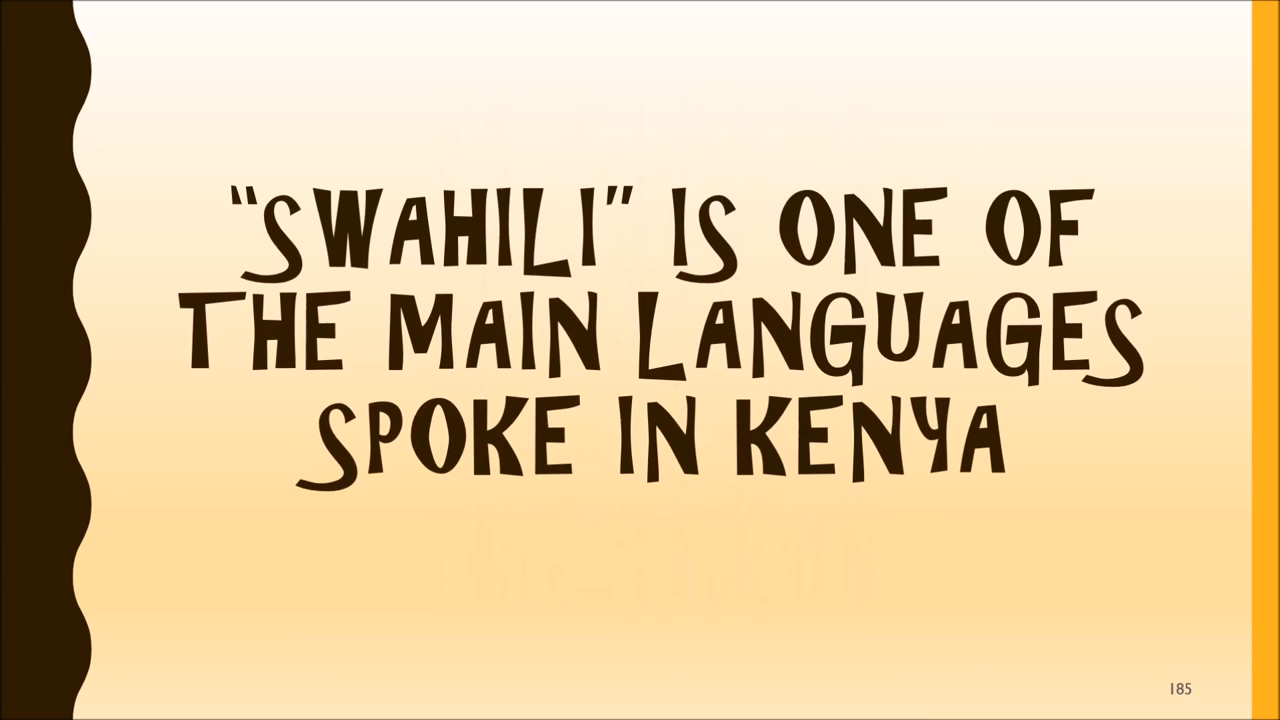 “SWAHILI” IS ONE OF
THE MAIN LANGUAGES
SPOKE IN KENYA
185